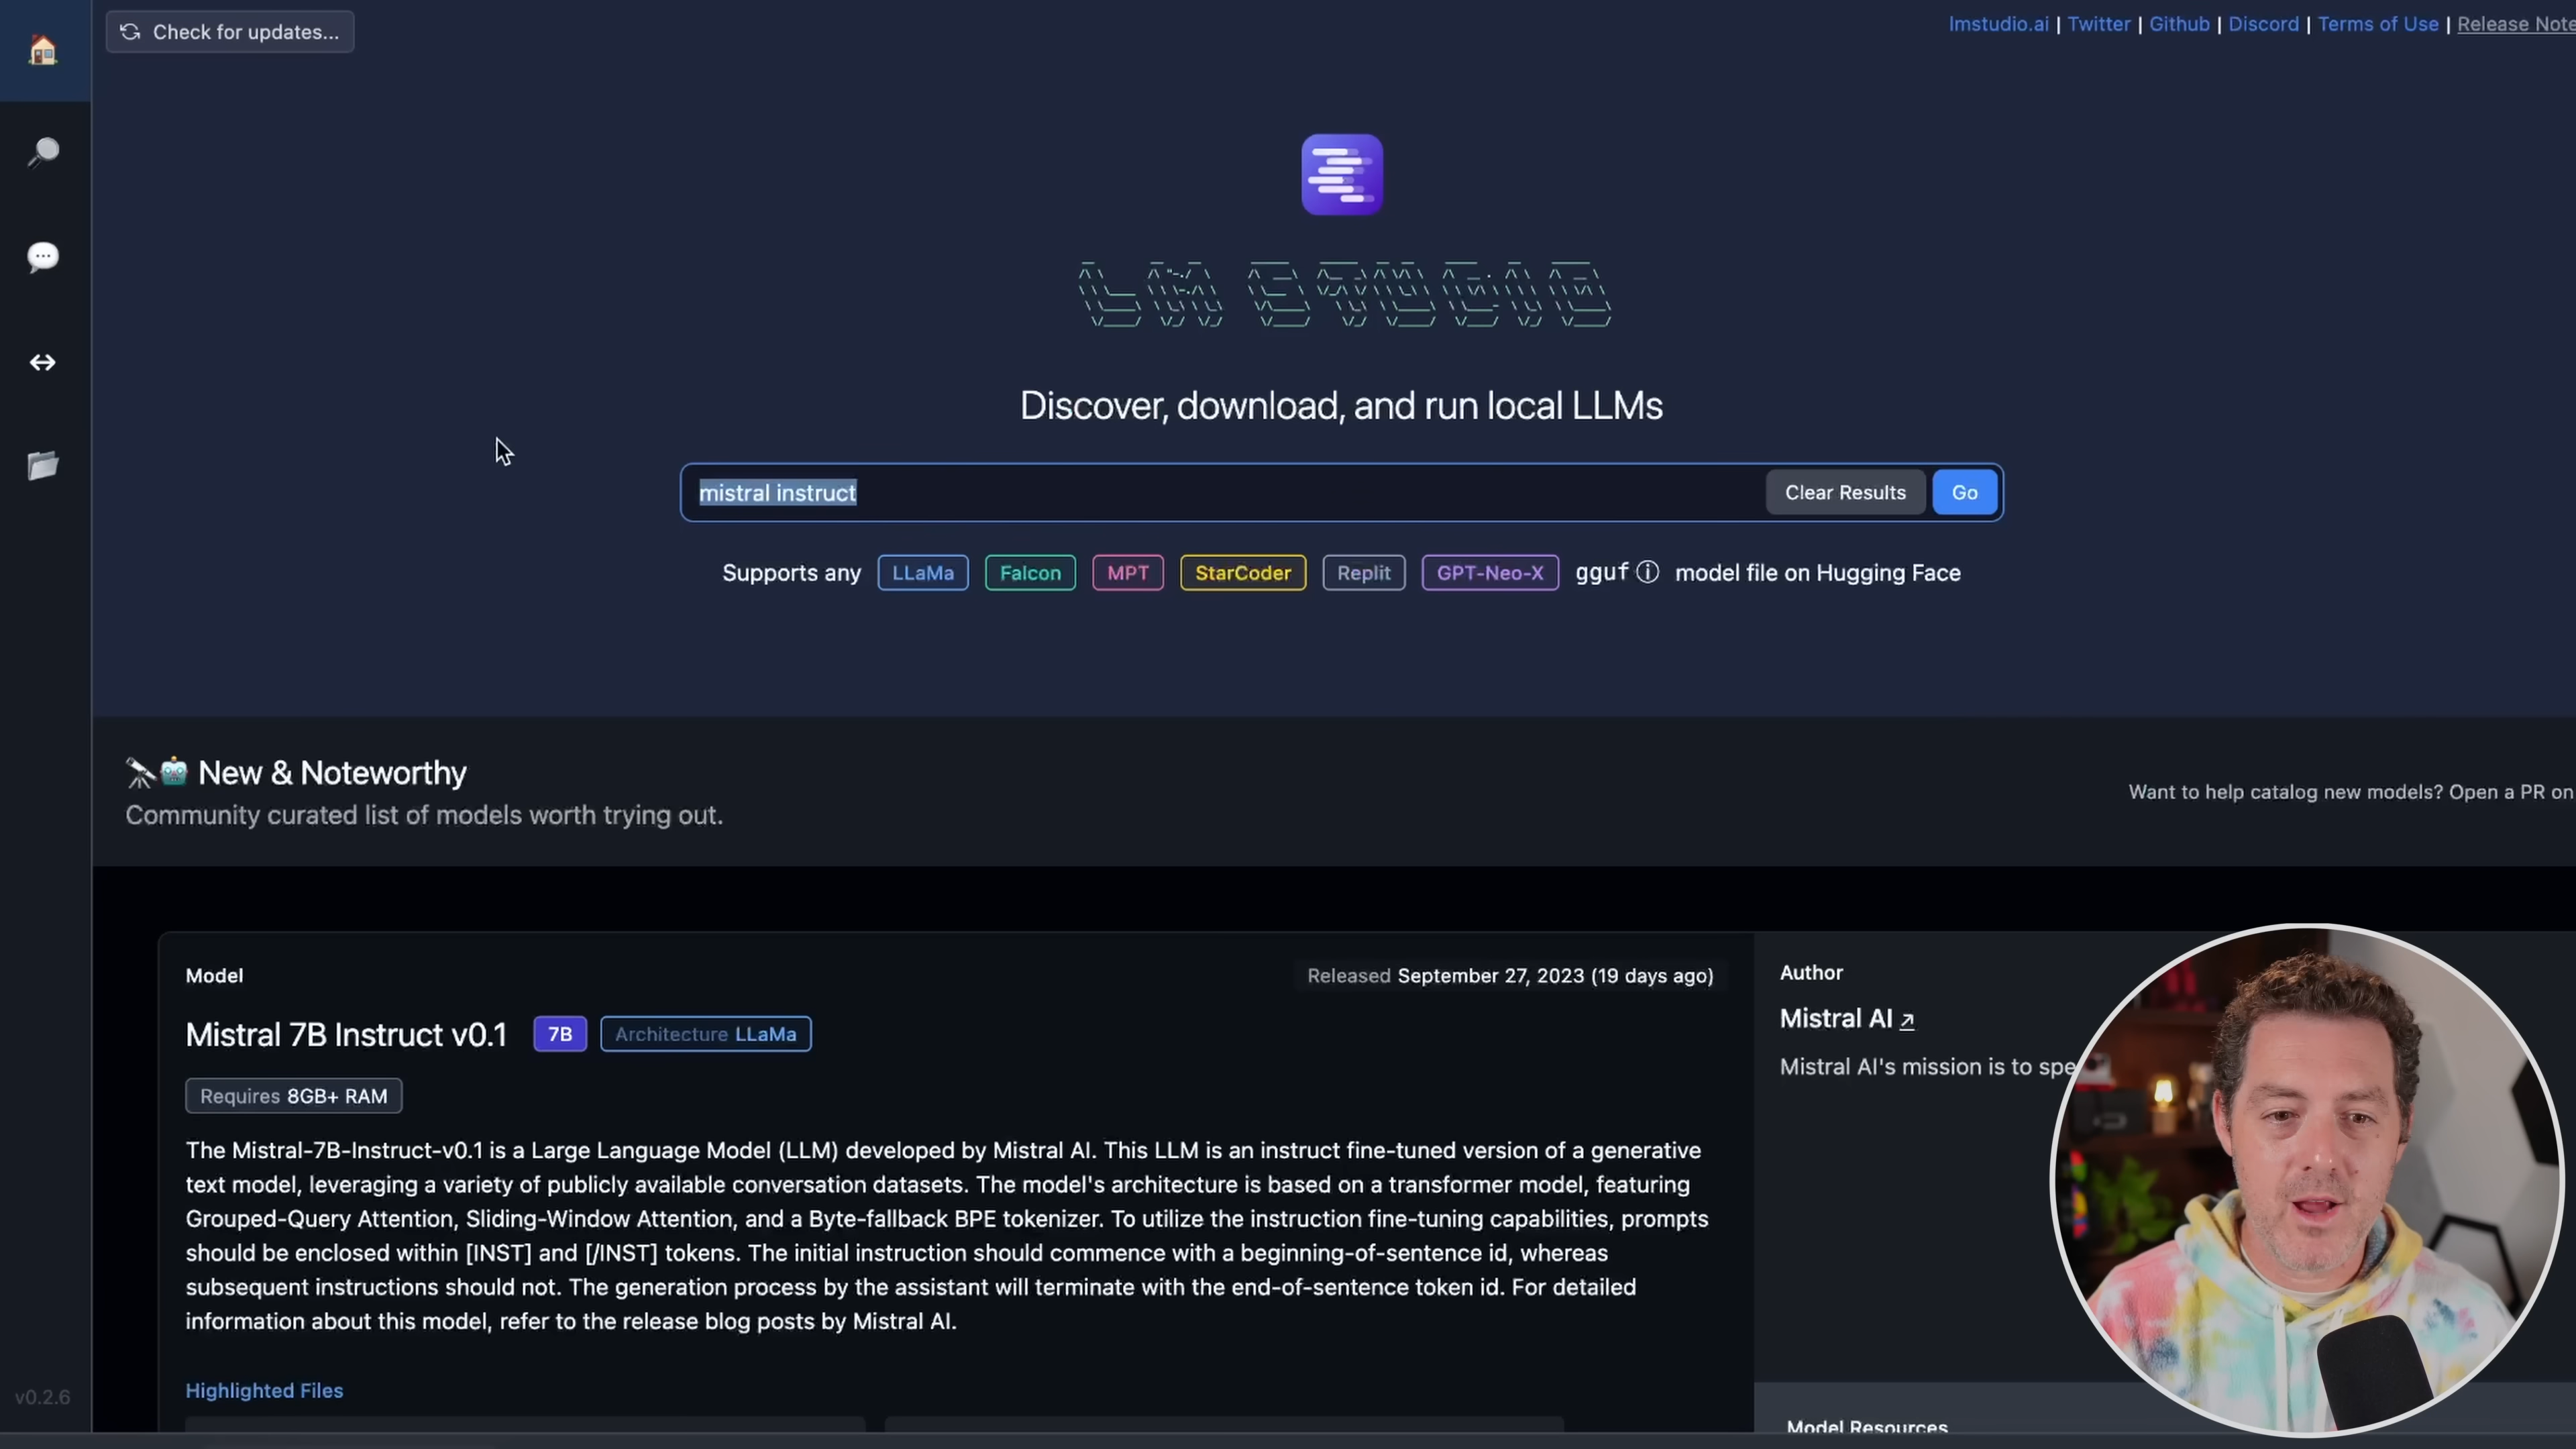 Check for updates...
lmstudio.ai | Twitter | Github | Discord | Terms of Use | Release Note
LM STUDIO
Discover, download, and run local LLMs
mistral instruct
Clear Results
Go
Supports any LLaMa Falcon MPT StarCoder Replit GPT-Neo-X gguf model file on Hugging Face
New & Noteworthy
Community curated list of models worth trying out.
Want to help catalog new models? Open a PR on
Model
Released September 27, 2023 (19 days ago)
Mistral 7B Instruct v0.1 7B Architecture LLaMa
Requires 8GB+ RAM
The Mistral-7B-Instruct-v0.1 is a Large Language Model (LLM) developed by Mistral AI. This LLM is an instruct fine-tuned version of a generative
text model, leveraging a variety of publicly available conversation datasets. The model's architecture is based on a transformer model, featuring
Grouped-Query Attention, Sliding-Window Attention, and a Byte-fallback BPE tokenizer. To utilize the instruction fine-tuning capabilities, prompts
should be enclosed within [INST] and [/INST] tokens. The initial instruction should commence with a beginning-of-sentence id, whereas
subsequent instructions should not. The generation process by the assistant will terminate with the end-of-sentence token id. For detailed
information about this model, refer to the release blog posts by Mistral AI.
Highlighted Files
Author
Mistral AI
Mistral AI's mission is to spe
Model Resources
v0.2.6